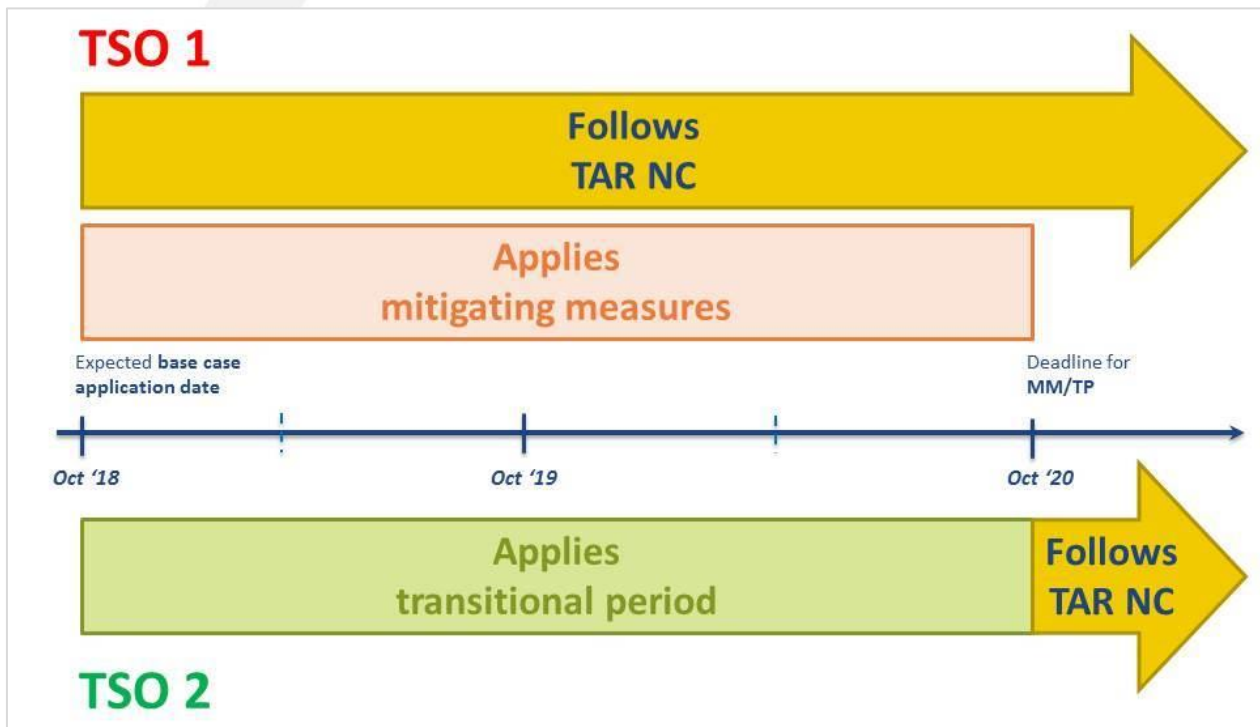 TSO 1
Follows
TAR NC
Applies
mitigating measures
Expected base case
application date
Deadline for
MM/TP
Oct ‘18
Oct ‘19
Oct ‘20
Applies
transitional period
Follows
TAR NC
TSO 2